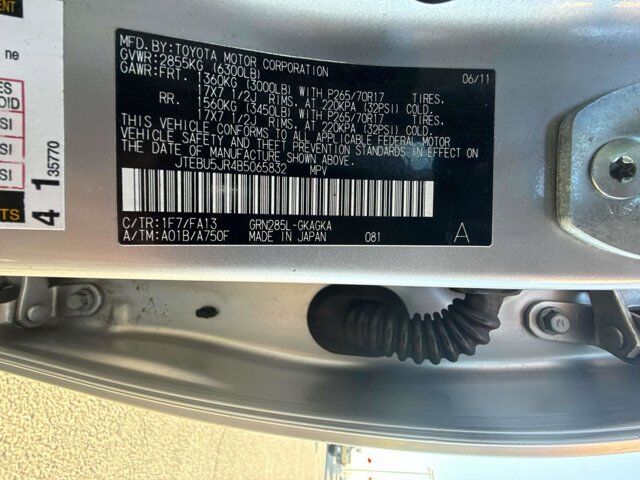 MFD.BY:TOYOTA MOTOR CORPORATION 06/11
GVWR:2855KG (6300LB)
GAWR:FRT. 1360KG (3000LB) WITH P265/70R17 TIRES.
17X7 1/2J RIMS. AT 220KPA (32PSI) COLD.
RR. 1560KG (3450LB) WITH P265/70R17 TIRES.
17X7 1/2J RIMS. AT 220KPA (32PSI) COLD.
THIS VEHICLE CONFORMS TO ALL APPLICABLE FEDERAL MOTOR
VEHICLE SAFETY AND THEFT PREVENTION STANDARDS IN EFFECT ON
THE DATE OF MANUFACTURE SHOWN ABOVE.
JTEBU5JR4B5065832 MPV
C/TR:1F7/FA13 GRN285L-GKAGKA
A/TM:A01B/A750F MADE IN JAPAN 081 A
ne
SI
SI
41
35770